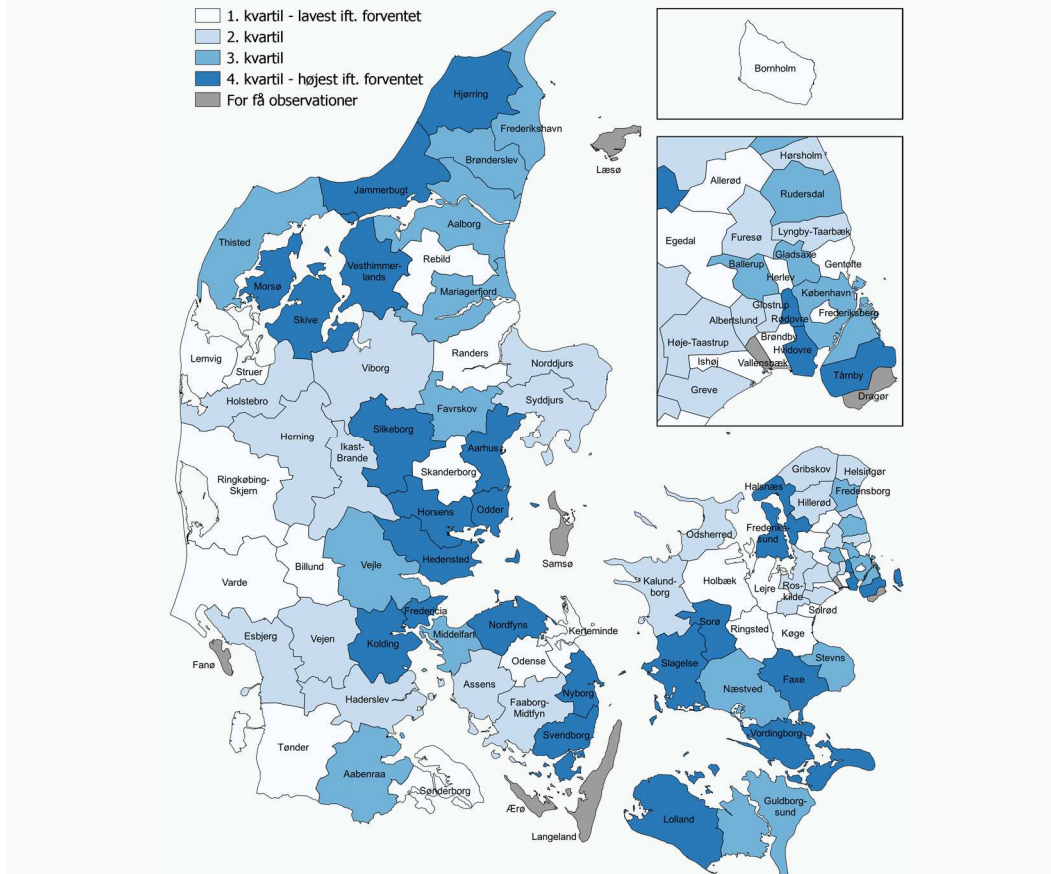 1. kvartil - lavest ift. forventet
2. kvartil
3. kvartil
4. kvartil - højest ift. forventet
For få observationer
Bornholm
Hjørring
Frederikshavn
Brønderslev
Læsø
Jammerbugt
Aalborg
Thisted
Vesthimmer-
lands
Rebild
Morsø
Mariagerfjord
Skive
Lemvig
Struer
Viborg
Randers
Norddjurs
Holstebro
Syddjurs
Favrskov
Silkeborg
Herning
Ikast-
Brande
Aarhus
Skanderborg
Ringkøbing-
Skjern
Horsens
Odder
Hedensted
Samsø
Vejle
Billund
Varde
Fredericia
Esbjerg
Vejen
Kolding
Fanø
Middelfart
Nordfyns
Kerteminde
Odense
Assens
Haderslev
Faaborg-
Midtfyn
Nyborg
Svendborg
Tønder
Aabenraa
Sønderborg
Ærø
Langeland
Hørsholm
Allerød
Rudersdal
Egedal
Furesø
Lyngby-Taarbæk
Gladsaxe
Ballerup
Gentofte
Herlev
København
Glostrup
Rødovre
Frederiksberg
Albertslund
Brøndby
Høje-Taastrup
Hvidovre
Ishøj
Vallensbæk
Tårnby
Greve
Dragør
Gribskov
Helsingør
Halsnæs
Hillerød
Fredensborg
Odsherred
Frederiks-
sund
Kalund-
borg
Holbæk
Lejre
Ros-
kilde
Solrød
Sorø
Ringsted
Køge
Slagelse
Stevns
Næstved
Faxe
Vordingborg
Lolland
Guldborg-
sund